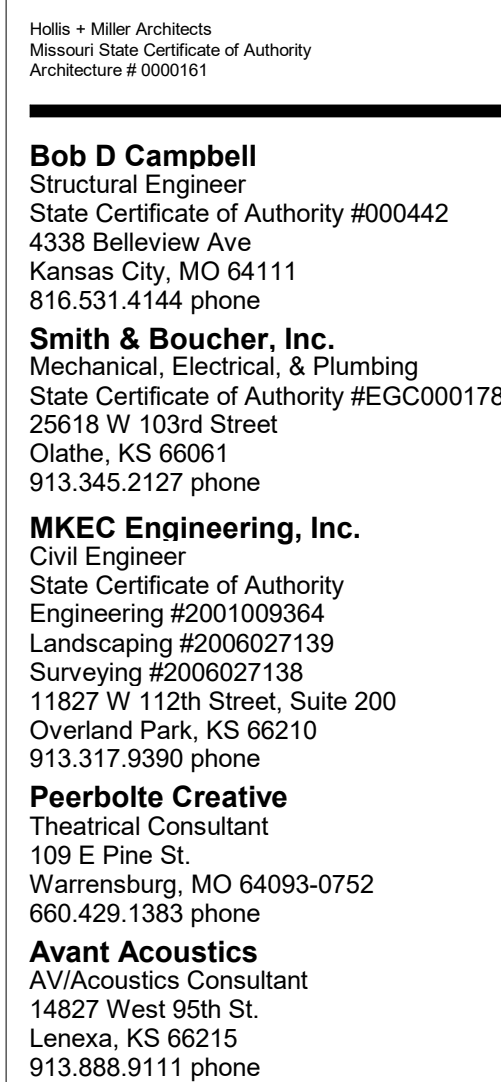 Hollis + Miller Architects
Missouri State Certificate of Authority
Architecture # 0000161
Bob D Campbell
Structural Engineer
State Certificate of Authority #000442
4338 Belleview Ave
Kansas City, MO 64111
816.531.4144 phone
Smith & Boucher, Inc.
Mechanical, Electrical, & Plumbing
State Certificate of Authority #EGC000178
25618 W 103rd Street
Olathe, KS 66061
913.345.2127 phone
MKEC Engineering, Inc.
Civil Engineer
State Certificate of Authority
Engineering #2001009364
Landscaping #2006027139
Surveying #2006027138
11827 W 112th Street, Suite 200
Overland Park, KS 66210
913.317.9390 phone
Peerbolte Creative
Theatrical Consultant
109 E Pine St.
Warrensburg, MO 64093-0752
660.429.1383 phone
Avant Acoustics
AV/Acoustics Consultant
14827 West 95th St.
Lenexa, KS 66215
913.888.9111 phone